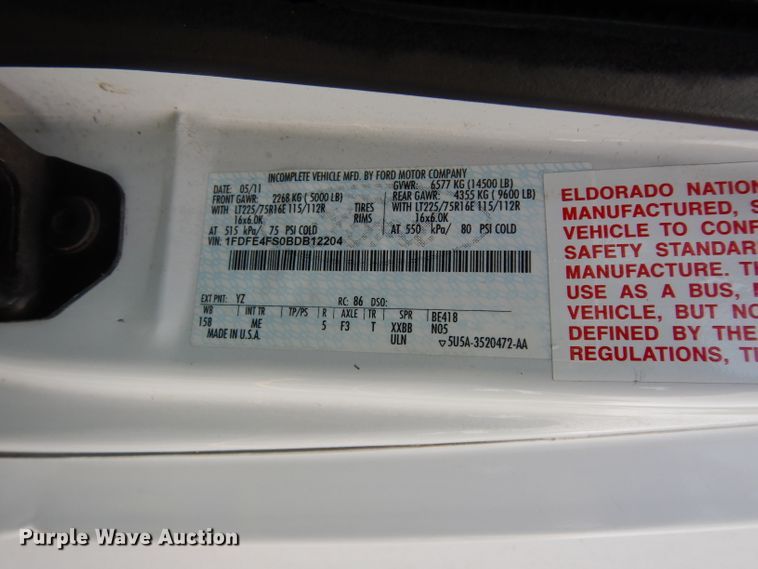 INCOMPLETE VEHICLE MFD. BY FORD MOTOR COMPANY
DATE: 05/11 GVWR: 6577 KG (14500 LB)
FRONT GAWR: 2268 KG ( 5000 LB) REAR GAWR: 4355 KG ( 9600 LB)
WITH LT225/75R16E 115/112R TIRES WITH LT225/75R16E 115/112R
16x6.0K RIMS 16x6.0K
AT 515 kPa/ 75 PSI COLD AT 550 kPa/ 80 PSI COLD
VIN: 1FDFE4FS0BDB12204
EXT PNT: YZ RC: 86 DSO:
WB INT TR TP/PS R AXLE TR SPR BE418
158 ME 5 F3 T XXBB N05
MADE IN U.S.A. ULN ▽5U5A-3520472-AA
ELDORADO NATION
MANUFACTURED, S
VEHICLE TO CONF
SAFETY STANDAR
MANUFACTURE. TH
USE AS A BUS,
VEHICLE, BUT NO
DEFINED BY THE
REGULATIONS, T
Purple Wave Auction